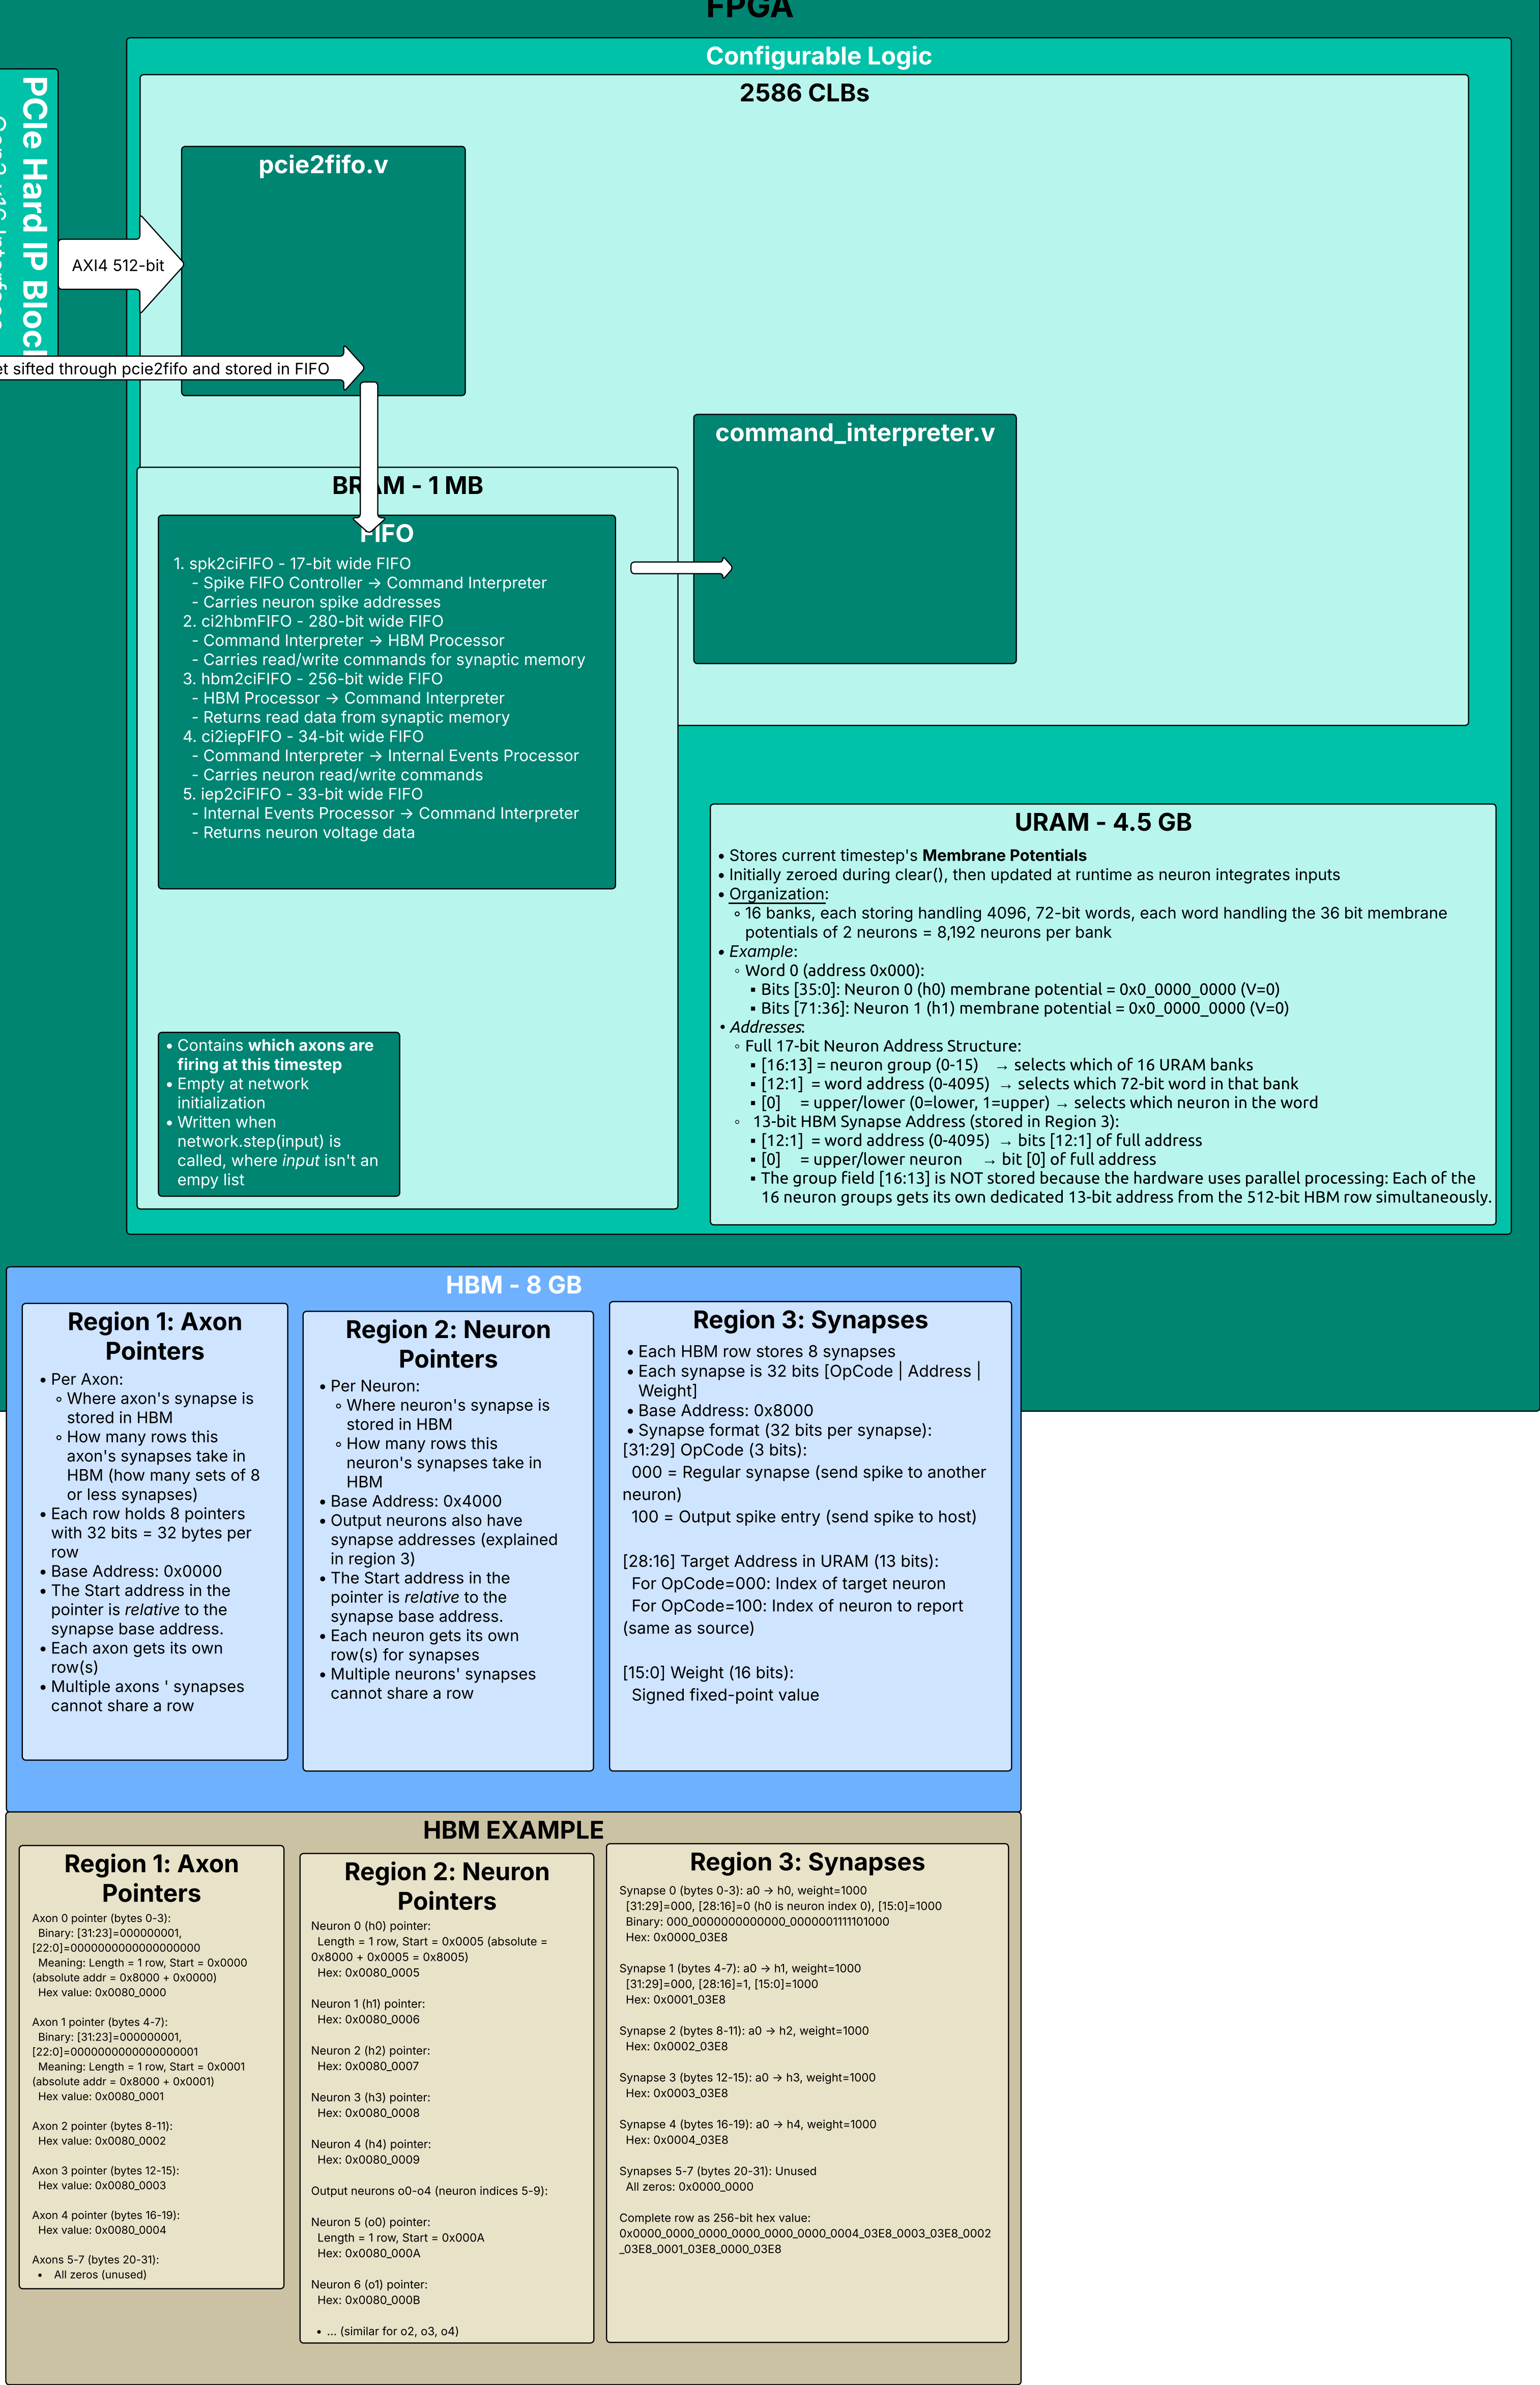 FPGA
Configurable Logic
2586 CLBs
PCIe Hard IP Block
pcie2fifo.v
AXI4 512-bit
et sifted through pcie2fifo and stored in FIFO
command_interpreter.v
BRAM - 1 MB
FIFO
1. spk2ciFIFO - 17-bit wide FIFO
- Spike FIFO Controller → Command Interpreter
- Carries neuron spike addresses
2. ci2hbmFIFO - 280-bit wide FIFO
- Command Interpreter → HBM Processor
- Carries read/write commands for synaptic memory
3. hbm2ciFIFO - 256-bit wide FIFO
- HBM Processor → Command Interpreter
- Returns read data from synaptic memory
4. ci2iepFIFO - 34-bit wide FIFO
- Command Interpreter → Internal Events Processor
- Carries neuron read/write commands
5. iep2ciFIFO - 33-bit wide FIFO
- Internal Events Processor → Command Interpreter
- Returns neuron voltage data
• Contains which axons are
firing at this timestep
• Empty at network
initialization
• Written when
network.step(input) is
called, where input isn't an
empy list
URAM - 4.5 GB
• Stores current timestep's Membrane Potentials
• Initially zeroed during clear(), then updated at runtime as neuron integrates inputs
• Organization:
◦ 16 banks, each storing handling 4096, 72-bit words, each word handling the 36 bit membrane
potentials of 2 neurons = 8,192 neurons per bank
• Example:
◦ Word 0 (address 0x000):
▪ Bits [35:0]: Neuron 0 (h0) membrane potential = 0x0_0000_0000 (V=0)
▪ Bits [71:36]: Neuron 1 (h1) membrane potential = 0x0_0000_0000 (V=0)
• Addresses:
◦ Full 17-bit Neuron Address Structure:
▪ [16:13] = neuron group (0-15) → selects which of 16 URAM banks
▪ [12:1] = word address (0-4095) → selects which 72-bit word in that bank
▪ [0] = upper/lower (0=lower, 1=upper) → selects which neuron in the word
◦ 13-bit HBM Synapse Address (stored in Region 3):
▪ [12:1] = word address (0-4095) → bits [12:1] of full address
▪ [0] = upper/lower neuron → bit [0] of full address
▪ The group field [16:13] is NOT stored because the hardware uses parallel processing: Each of the
16 neuron groups gets its own dedicated 13-bit address from the 512-bit HBM row simultaneously.
HBM - 8 GB
Region 1: Axon
Pointers
• Per Axon:
◦ Where axon's synapse is
stored in HBM
◦ How many rows this
axon's synapses take in
HBM (how many sets of 8
or less synapses)
• Each row holds 8 pointers
with 32 bits = 32 bytes per
row
• Base Address: 0x0000
• The Start address in the
pointer is relative to the
synapse base address.
• Each axon gets its own
row(s)
• Multiple axons ' synapses
cannot share a row
Region 2: Neuron
Pointers
• Per Neuron:
◦ Where neuron's synapse is
stored in HBM
◦ How many rows this
neuron's synapses take in
HBM
• Base Address: 0x4000
• Output neurons also have
synapse addresses (explained
in region 3)
• The Start address in the
pointer is relative to the
synapse base address.
• Each neuron gets its own
row(s) for synapses
• Multiple neurons' synapses
cannot share a row
Region 3: Synapses
• Each HBM row stores 8 synapses
• Each synapse is 32 bits [OpCode | Address |
Weight]
• Base Address: 0x8000
• Synapse format (32 bits per synapse):
[31:29] OpCode (3 bits):
000 = Regular synapse (send spike to another
neuron)
100 = Output spike entry (send spike to host)
[28:16] Target Address in URAM (13 bits):
For OpCode=000: Index of target neuron
For OpCode=100: Index of neuron to report
(same as source)
[15:0] Weight (16 bits):
Signed fixed-point value
HBM EXAMPLE
Region 1: Axon
Pointers
Axon 0 pointer (bytes 0-3):
Binary: [31:23]=000000001,
[22:0]=0000000000000000000
Meaning: Length = 1 row, Start = 0x0000
(absolute addr = 0x8000 + 0x0000)
Hex value: 0x0080_0000
Axon 1 pointer (bytes 4-7):
Binary: [31:23]=000000001,
[22:0]=0000000000000000001
Meaning: Length = 1 row, Start = 0x0001
(absolute addr = 0x8000 + 0x0001)
Hex value: 0x0080_0001
Axon 2 pointer (bytes 8-11):
Hex value: 0x0080_0002
Axon 3 pointer (bytes 12-15):
Hex value: 0x0080_0003
Axon 4 pointer (bytes 16-19):
Hex value: 0x0080_0004
Axons 5-7 (bytes 20-31):
• All zeros (unused)
Region 2: Neuron
Pointers
Neuron 0 (h0) pointer:
Length = 1 row, Start = 0x0005 (absolute =
0x8000 + 0x0005 = 0x8005)
Hex: 0x0080_0005
Neuron 1 (h1) pointer:
Hex: 0x0080_0006
Neuron 2 (h2) pointer:
Hex: 0x0080_0007
Neuron 3 (h3) pointer:
Hex: 0x0080_0008
Neuron 4 (h4) pointer:
Hex: 0x0080_0009
Output neurons o0-o4 (neuron indices 5-9):
Neuron 5 (o0) pointer:
Length = 1 row, Start = 0x000A
Hex: 0x0080_000A
Neuron 6 (o1) pointer:
Hex: 0x0080_000B
• ... (similar for o2, o3, o4)
Region 3: Synapses
Synapse 0 (bytes 0-3): a0 → h0, weight=1000
[31:29]=000, [28:16]=0 (h0 is neuron index 0), [15:0]=1000
Binary: 000_0000000000000_0000001111101000
Hex: 0x0000_03E8
Synapse 1 (bytes 4-7): a0 → h1, weight=1000
[31:29]=000, [28:16]=1, [15:0]=1000
Hex: 0x0001_03E8
Synapse 2 (bytes 8-11): a0 → h2, weight=1000
Hex: 0x0002_03E8
Synapse 3 (bytes 12-15): a0 → h3, weight=1000
Hex: 0x0003_03E8
Synapse 4 (bytes 16-19): a0 → h4, weight=1000
Hex: 0x0004_03E8
Synapses 5-7 (bytes 20-31): Unused
All zeros: 0x0000_0000
Complete row as 256-bit hex value:
0x0000_0000_0000_0000_0000_0000_0004_03E8_0003_03E8_0002
_03E8_0001_03E8_0000_03E8